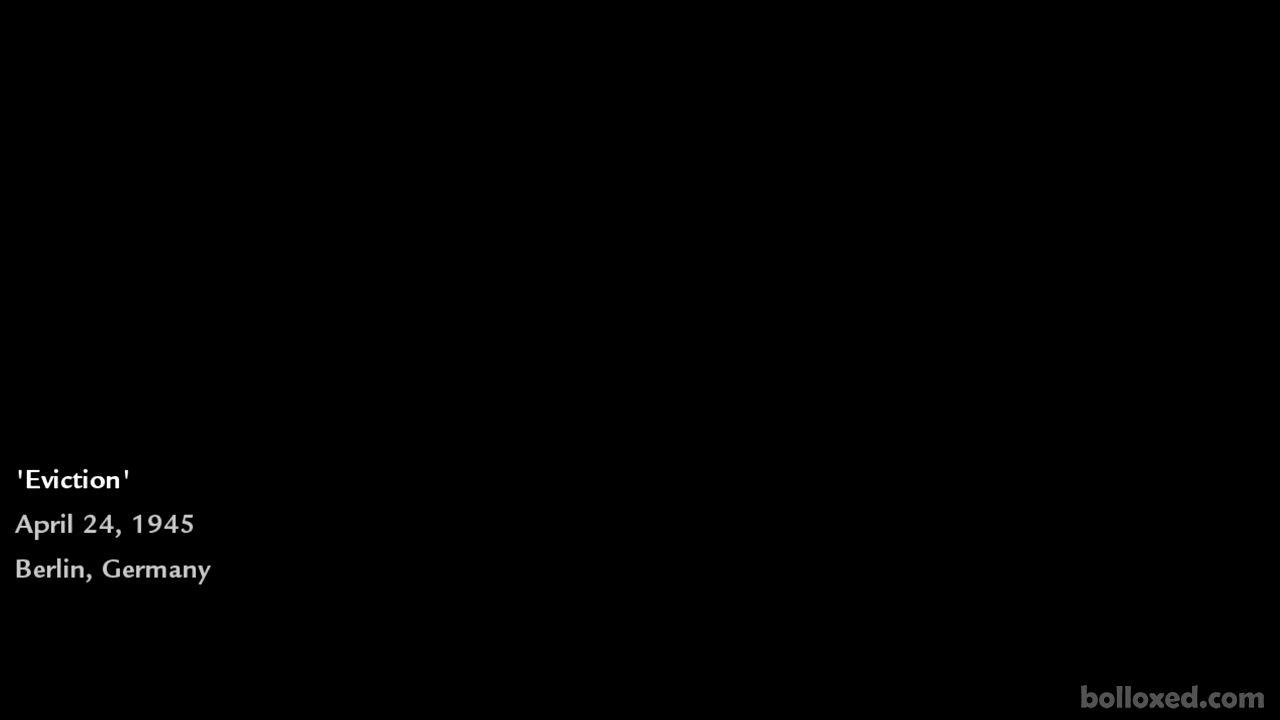 'Eviction'
April 24, 1945
Berlin, Germany
bolloxed.com